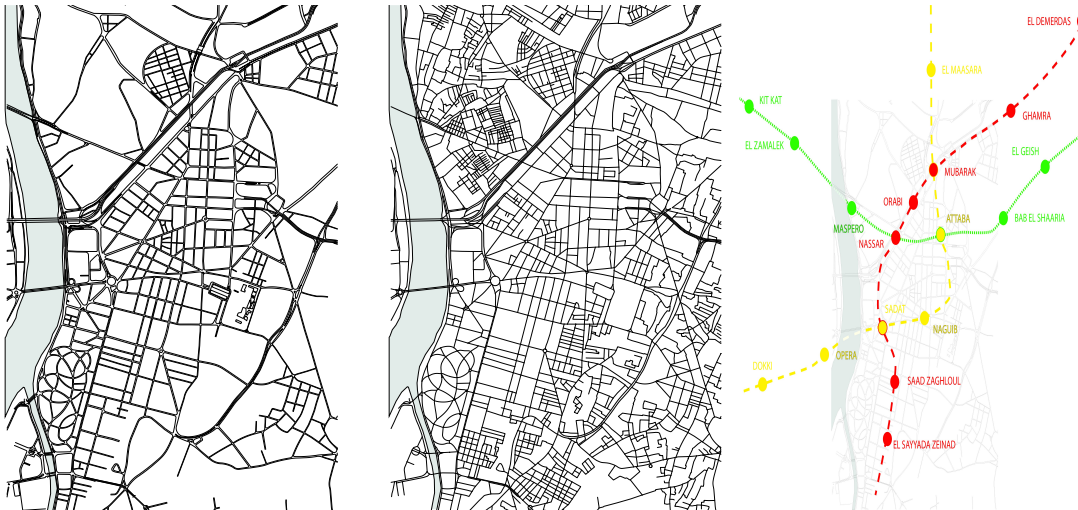 EL DEMERDAS
EL MAASARA
KIT KAT
GHAMRA
EL ZAMALEK
EL GEISH
MUBARAK
ORABI
ATTABA
BAB EL SHAARIA
MASPERO
NASSAR
SADAT
NAGUIB
OPERA
DOKKI
SAAD ZAGHLOUL
EL SAYYADA ZEINAD